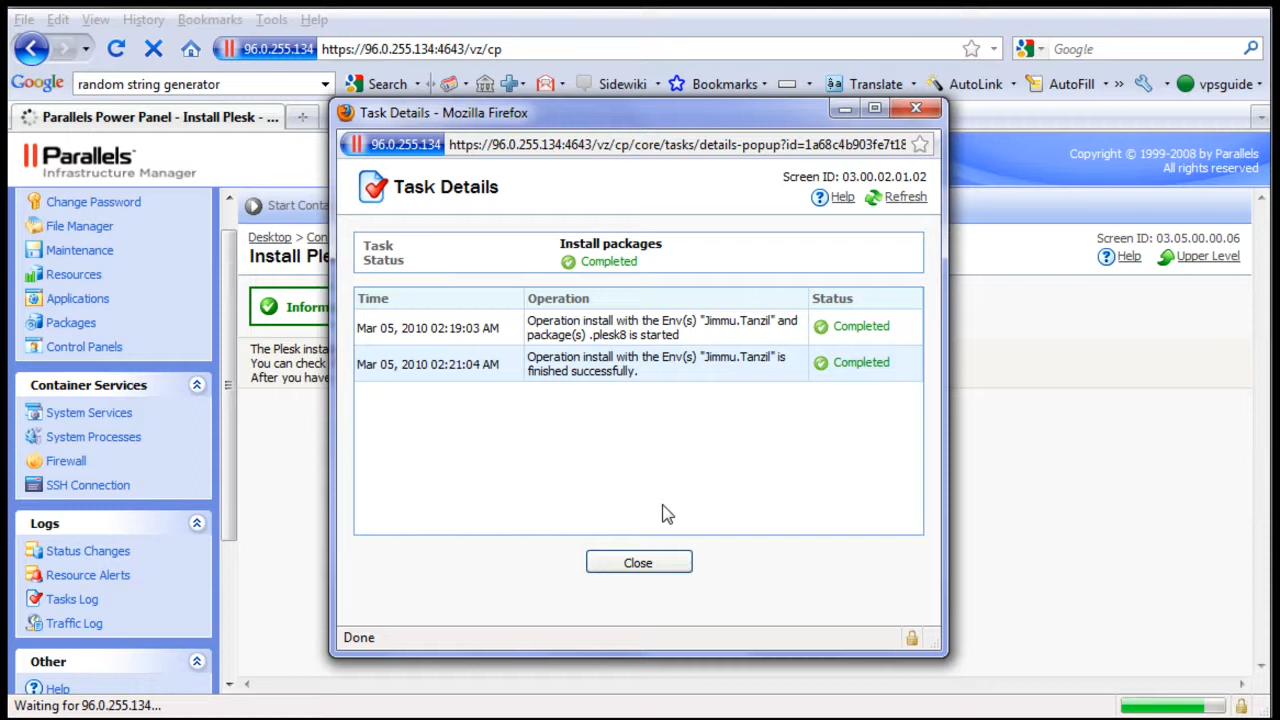 File Edit View History Bookmarks Tools Help
96.0.255.134 https://96.0.255.134:4643/vz/cp
Google
Google random string generator Search Sidewiki Bookmarks Translate AutoLink AutoFill » vpsguide
Parallels Power Panel - Install Plesk - ...
Parallels
Infrastructure Manager
Copyright © 1999-2008 by Parallels
All rights reserved.
Change Password
File Manager
Maintenance
Resources
Applications
Packages
Control Panels
Container Services
System Services
System Processes
Firewall
SSH Connection
Logs
Status Changes
Resource Alerts
Tasks Log
Traffic Log
Other
Help
Start Conta
Desktop > Con
Install Ples
Screen ID: 03.05.00.00.06
Help Upper Level
Inform
The Plesk insta
You can check
After you have
Task Details - Mozilla Firefox
96.0.255.134 https://96.0.255.134:4643/vz/cp/core/tasks/details-popup?id=1a68c4b903fe7t18
Task Details
Screen ID: 03.00.02.01.02
Help Refresh
Task Install packages
Status Completed
Time Operation Status
Mar 05, 2010 02:19:03 AM Operation install with the Env(s) "Jimmu.Tanzil" and package(s) .plesk8 is started Completed
Mar 05, 2010 02:21:04 AM Operation install with the Env(s) "Jimmu.Tanzil" is finished successfully. Completed
Close
Done
Waiting for 96.0.255.134...